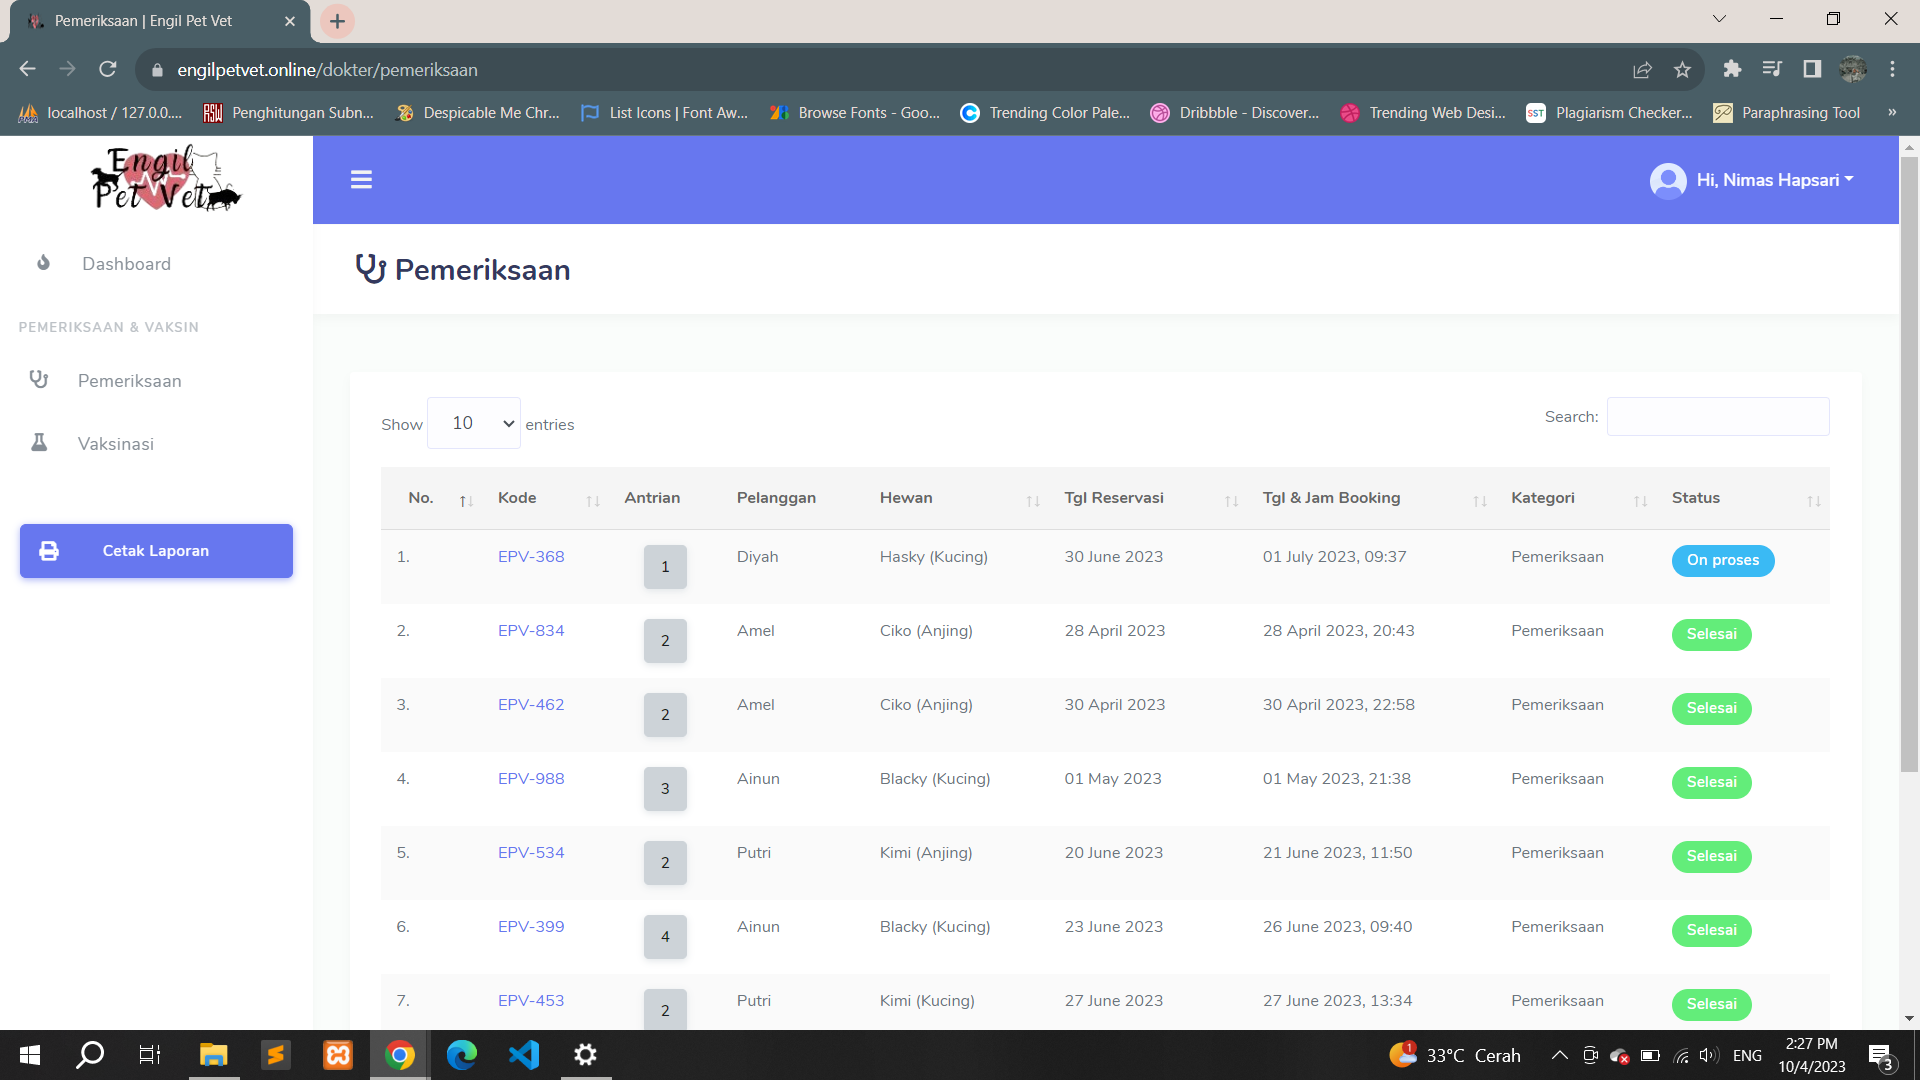 Pemeriksaan | Engil Pet Vet
engilpetvet.online/dokter/pemeriksaan
localhost / 127.0.0.... Penghitungan Subn... Despicable Me Chr... List Icons | Font Aw... Browse Fonts - Goo... Trending Color Pale... Dribbble - Discover... Trending Web Desi... SST Plagiarism Checker... Paraphrasing Tool »
Engil
Pet Vet
Hi, Nimas Hapsari
Dashboard
PEMERIKSAAN & VAKSIN
Pemeriksaan
Vaksinasi
Cetak Laporan
Pemeriksaan
Show 10 entries Search:
No. Kode Antrian Pelanggan Hewan Tgl Reservasi Tgl & Jam Booking Kategori Status
1. EPV-368 1 Diyah Hasky (Kucing) 30 June 2023 01 July 2023, 09:37 Pemeriksaan On proses
2. EPV-834 2 Amel Ciko (Anjing) 28 April 2023 28 April 2023, 20:43 Pemeriksaan Selesai
3. EPV-462 2 Amel Ciko (Anjing) 30 April 2023 30 April 2023, 22:58 Pemeriksaan Selesai
4. EPV-988 3 Ainun Blacky (Kucing) 01 May 2023 01 May 2023, 21:38 Pemeriksaan Selesai
5. EPV-534 2 Putri Kimi (Anjing) 20 June 2023 21 June 2023, 11:50 Pemeriksaan Selesai
6. EPV-399 4 Ainun Blacky (Kucing) 23 June 2023 26 June 2023, 09:40 Pemeriksaan Selesai
7. EPV-453 2 Putri Kimi (Kucing) 27 June 2023 27 June 2023, 13:34 Pemeriksaan Selesai
1 33°C Cerah ENG 2:27 PM
10/4/2023 3